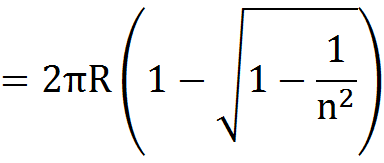 = 2πR(1 − √(1 − 1/n²))